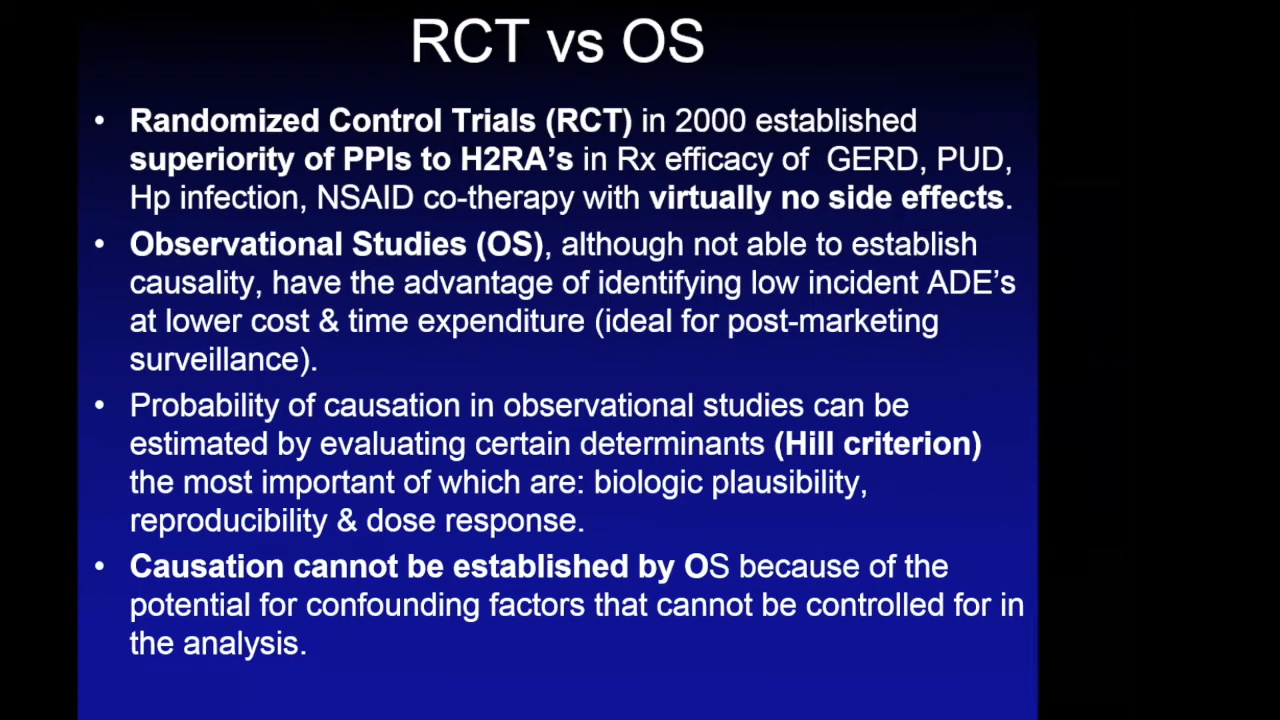 RCT vs OS
• Randomized Control Trials (RCT) in 2000 established
superiority of PPIs to H2RA's in Rx efficacy of GERD, PUD,
Hp infection, NSAID co-therapy with virtually no side effects.
• Observational Studies (OS), although not able to establish
causality, have the advantage of identifying low incident ADE's
at lower cost & time expenditure (ideal for post-marketing
surveillance).
• Probability of causation in observational studies can be
estimated by evaluating certain determinants (Hill criterion)
the most important of which are: biologic plausibility,
reproducibility & dose response.
• Causation cannot be established by OS because of the
potential for confounding factors that cannot be controlled for in
the analysis.